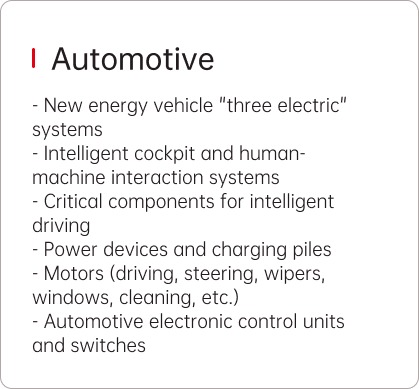 Automotive
- New energy vehicle "three electric"
systems
- Intelligent cockpit and human-
machine interaction systems
- Critical components for intelligent
driving
- Power devices and charging piles
- Motors (driving, steering, wipers,
windows, cleaning, etc.)
- Automotive electronic control units
and switches